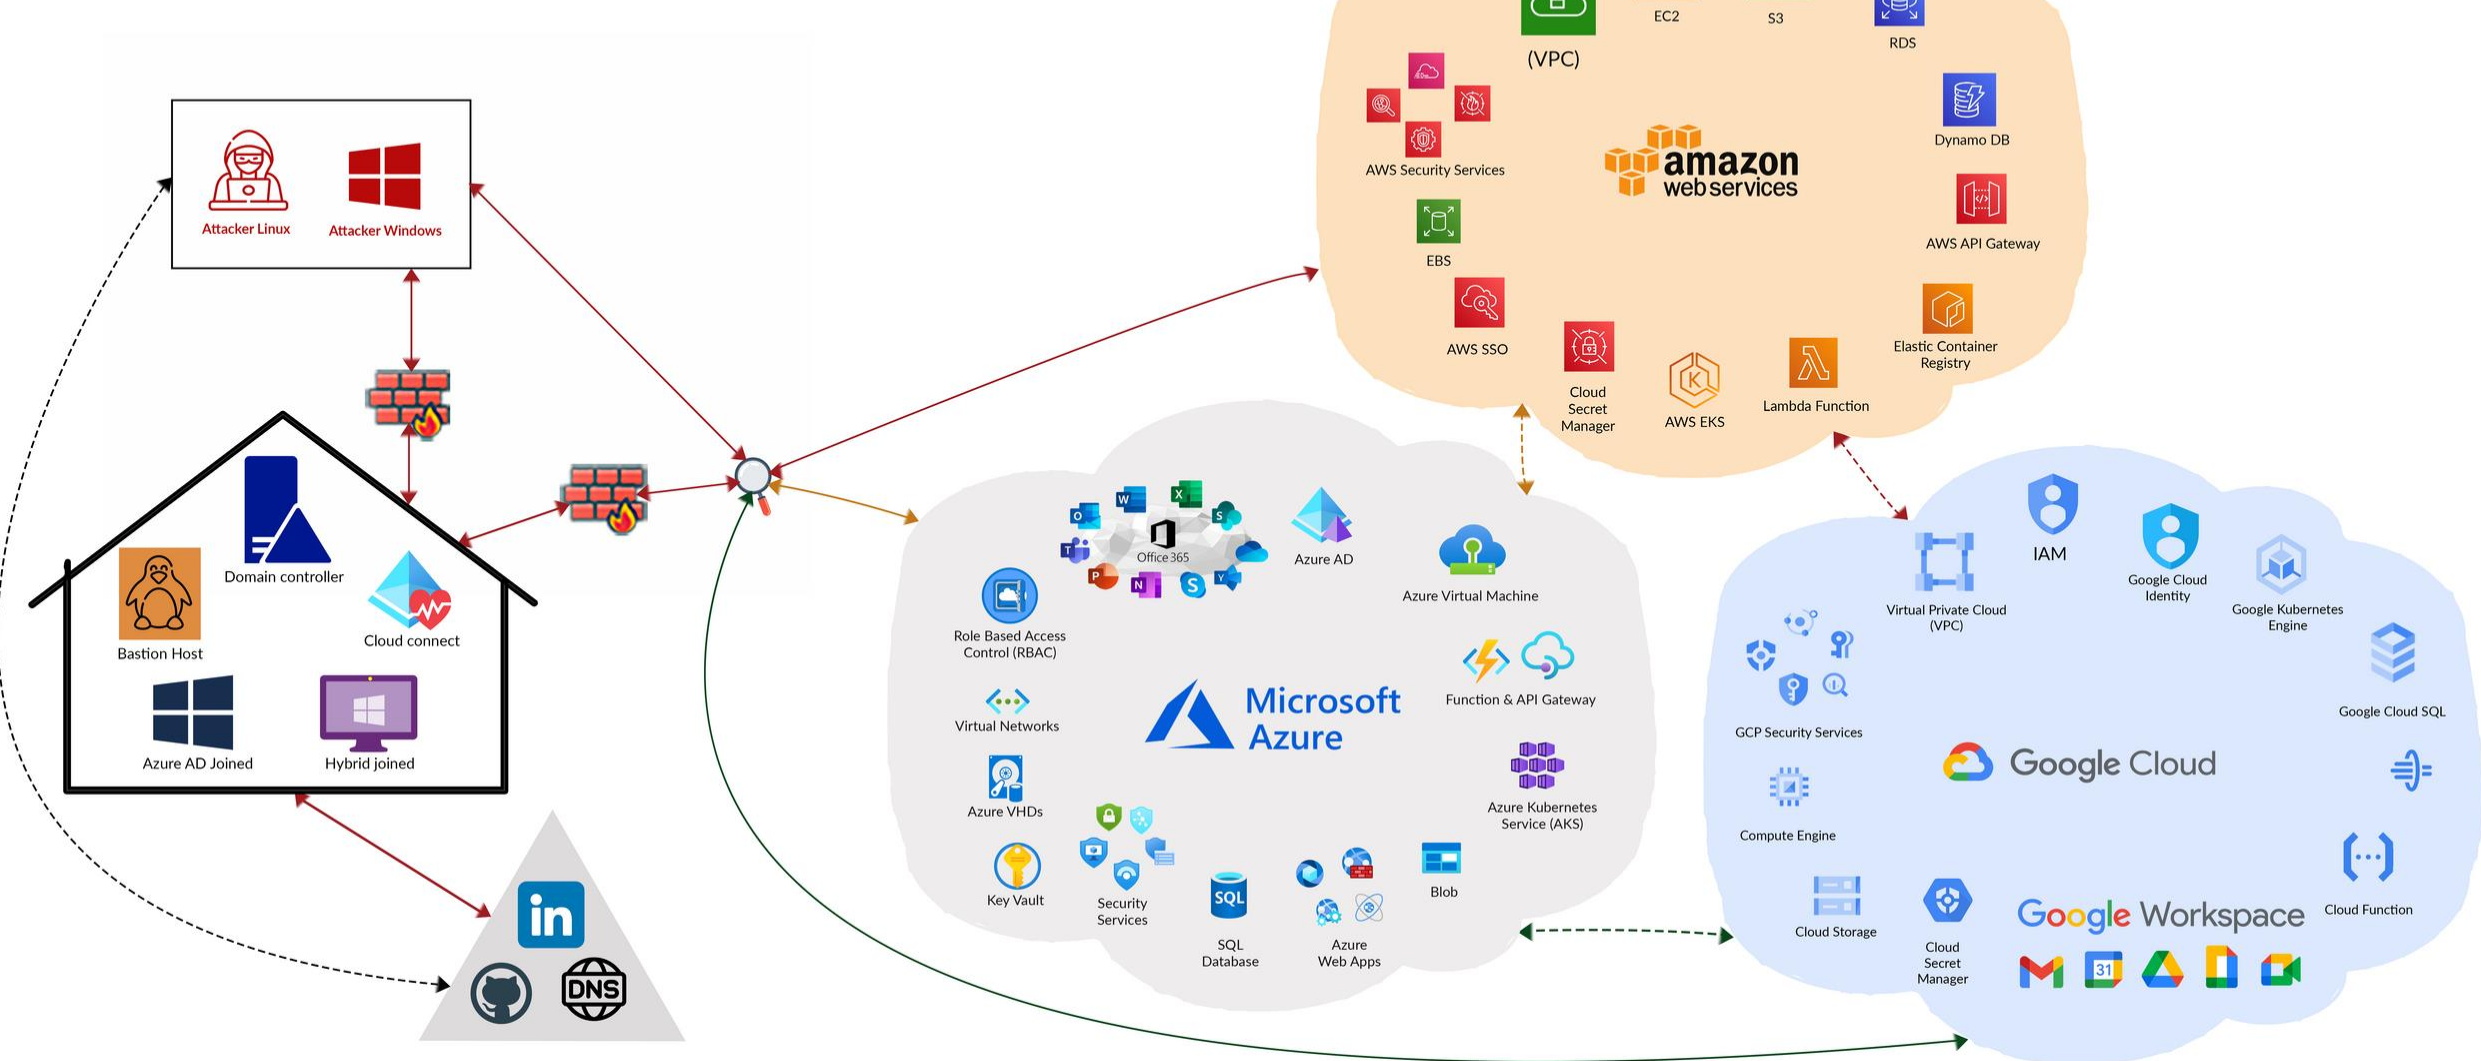 Attacker Linux
Attacker Windows
Domain controller
Bastion Host
Cloud connect
Azure AD Joined
Hybrid joined
in
DNS
(VPC)
EC2
S3
RDS
AWS Security Services
amazon
web services
Dynamo DB
AWS API Gateway
EBS
AWS SSO
Cloud
Secret
Manager
AWS EKS
Lambda Function
Elastic Container
Registry
O
W
X
S
T
P
N
S
Y
Office 365
Azure AD
Azure Virtual Machine
Role Based Access
Control (RBAC)
Function & API Gateway
Virtual Networks
Microsoft
Azure
Azure VHDs
Azure Kubernetes
Service (AKS)
Key Vault
Security
Services
SQL
SQL
Database
Azure
Web Apps
Blob
IAM
Google Cloud
Identity
Virtual Private Cloud
(VPC)
Google Kubernetes
Engine
GCP Security Services
Google Cloud SQL
Google Cloud
Compute Engine
Cloud Storage
Cloud
Secret
Manager
Google Workspace
31
Cloud Function